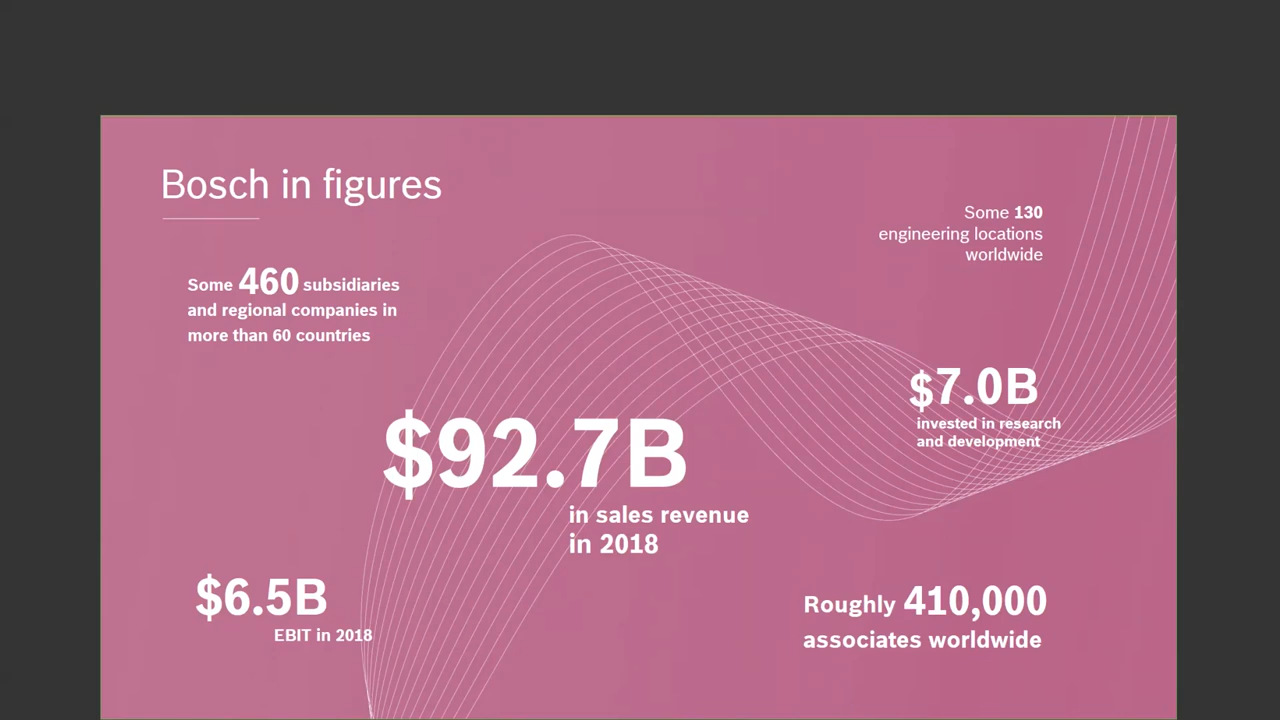 Bosch in figures
Some 130
engineering locations
worldwide
Some 460 subsidiaries
and regional companies in
more than 60 countries
$7.0B
invested in research
and development
$92.7B
in sales revenue
in 2018
$6.5B
EBIT in 2018
Roughly 410,000
associates worldwide